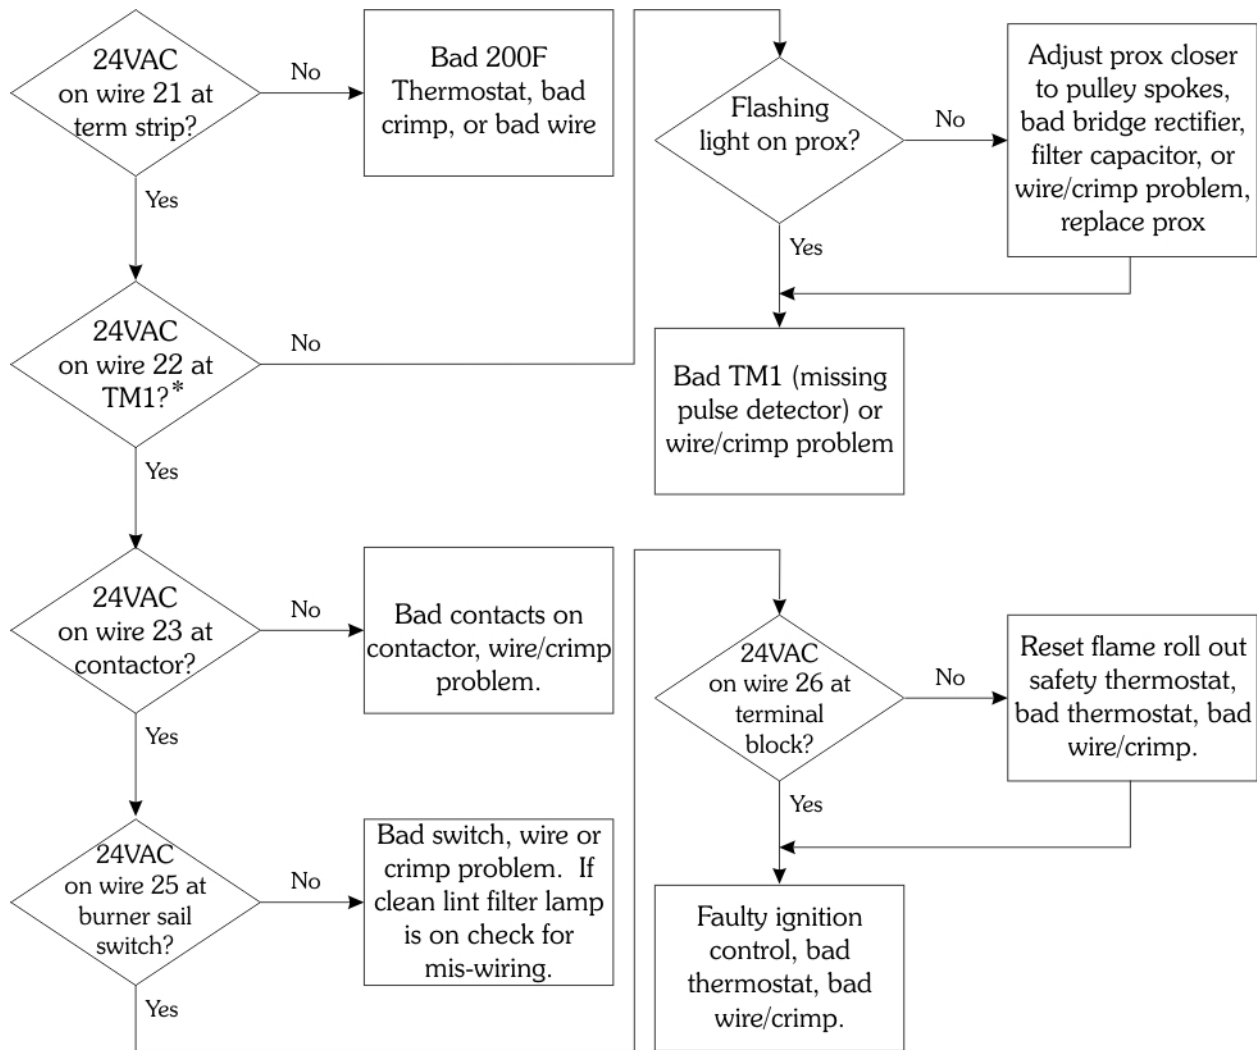 24VAC
on wire 21 at
term strip?
No
Bad 200F
Thermostat, bad
crimp, or bad wire
Yes
24VAC
on wire 22 at
TM1?*
No
Yes
Flashing
light on prox?
No
Adjust prox closer
to pulley spokes,
bad bridge rectifier,
filter capacitor, or
wire/crimp problem,
replace prox
Yes
Bad TM1 (missing
pulse detector) or
wire/crimp problem
24VAC
on wire 23 at
contactor?
No
Bad contacts on
contactor, wire/crimp
problem.
Yes
24VAC
on wire 25 at
burner sail
switch?
No
Bad switch, wire or
crimp problem. If
clean lint filter lamp
is on check for
mis-wiring.
Yes
24VAC
on wire 26 at
terminal
block?
No
Reset flame roll out
safety thermostat,
bad thermostat, bad
wire/crimp.
Yes
Faulty ignition
control, bad
thermostat, bad
wire/crimp.